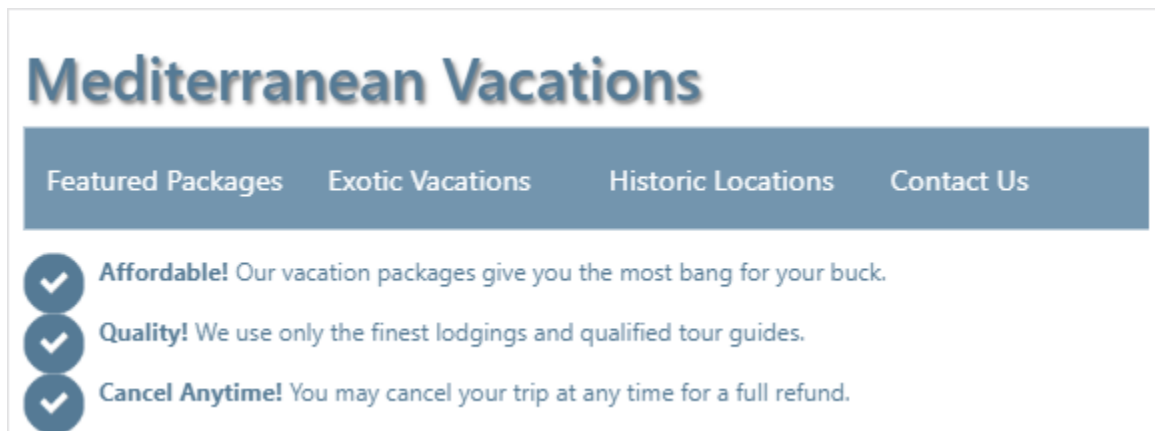 Mediterranean Vacations
Featured Packages Exotic Vacations Historic Locations Contact Us
Affordable! Our vacation packages give you the most bang for your buck.
Quality! We use only the finest lodgings and qualified tour guides.
Cancel Anytime! You may cancel your trip at any time for a full refund.